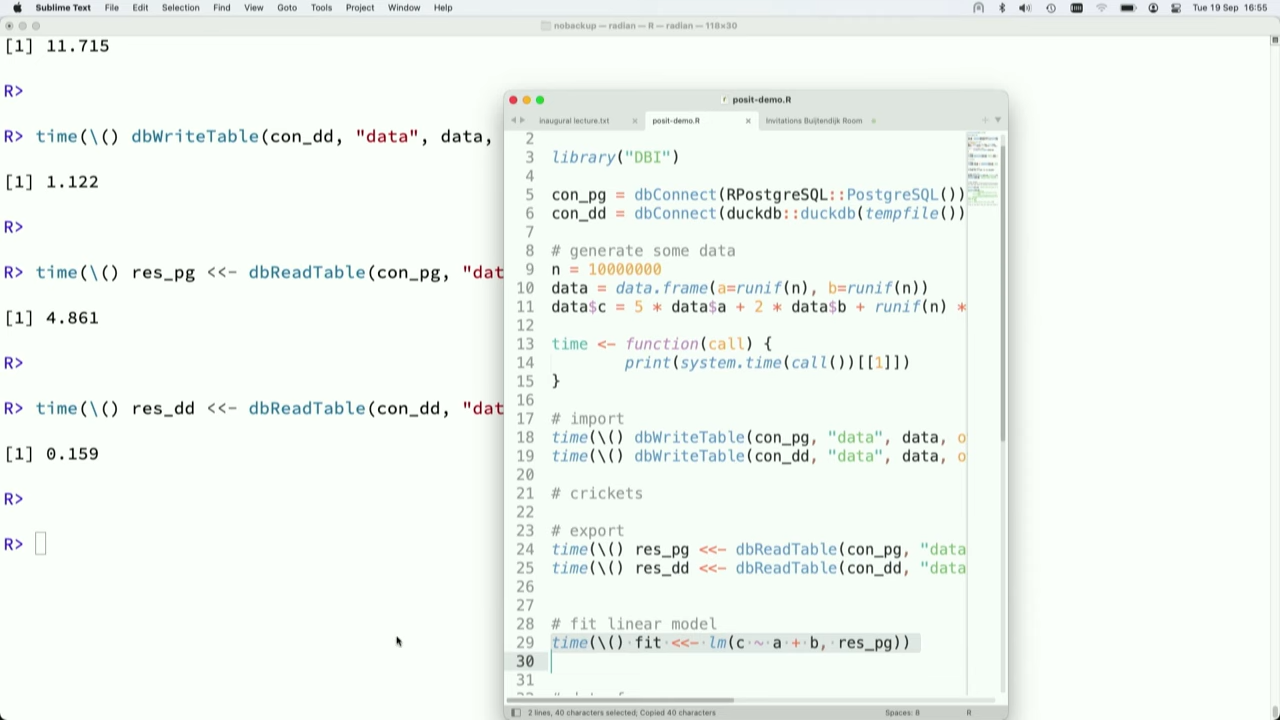 Sublime Text File Edit Selection Find View Goto Tools Project Window Help Tue 19 Sep 16:55
nobackup — radian — R — radian — 118×30
[1] 11.715
R>
R> time(\() dbWriteTable(con_dd, "data", data,
[1] 1.122
R>
R> time(\() res_pg <<- dbReadTable(con_pg, "dat
[1] 4.861
R>
R> time(\() res_dd <<- dbReadTable(con_dd, "dat
[1] 0.159
R>
R>
posit-demo.R
inaugural lecture.txt posit-demo.R Invitations Buijtendijk Room
2
3 library("DBI")
4
5 con_pg = dbConnect(RPostgreSQL::PostgreSQL())
6 con_dd = dbConnect(duckdb::duckdb(tempfile())
7
8 # generate some data
9 n = 10000000
10 data = data.frame(a=runif(n), b=runif(n))
11 data$c = 5 * data$a + 2 * data$b + runif(n) *
12
13 time <- function(call) {
14 print(system.time(call())[[1]])
15 }
16
17 # import
18 time(\() dbWriteTable(con_pg, "data", data, o
19 time(\() dbWriteTable(con_dd, "data", data, o
20
21 # crickets
22
23 # export
24 time(\() res_pg <<- dbReadTable(con_pg, "data
25 time(\() res_dd <<- dbReadTable(con_dd, "data
26
27
28 # fit linear model
29 time(\() fit <<- lm(c ~ a + b, res_pg))
30
31
2 lines, 40 characters selected; Copied 40 characters Spaces: 8 R